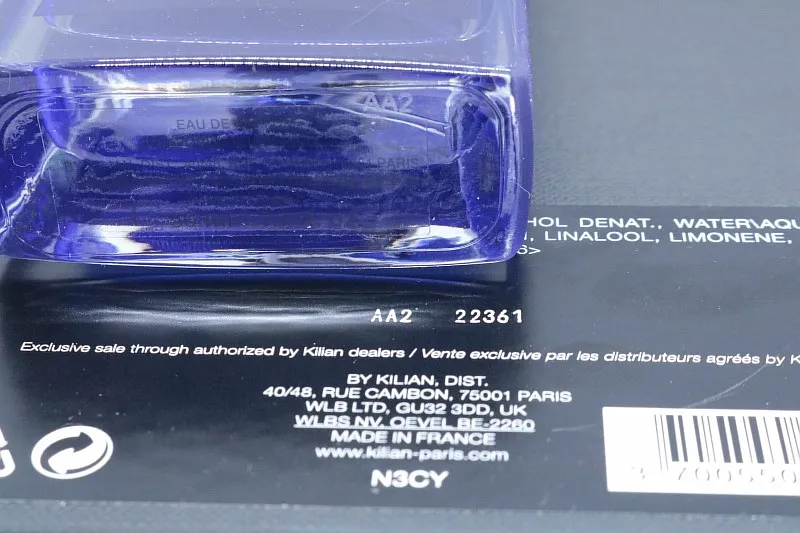 AA2
EAU DE
PARIS
HOL DENAT., WATER\AQU
, LINALOOL, LIMONENE,
>
AA2 22361
Exclusive sale through authorized by Kilian dealers / Vente exclusive par les distributeurs agréés by K
BY KILIAN, DIST.
40/48, RUE CAMBON, 75001 PARIS
WLB LTD, GU32 3DD, UK
WLBS NV, OEVEL BE-2260
MADE IN FRANCE
www.kilian-paris.com
N3CY
3 700550